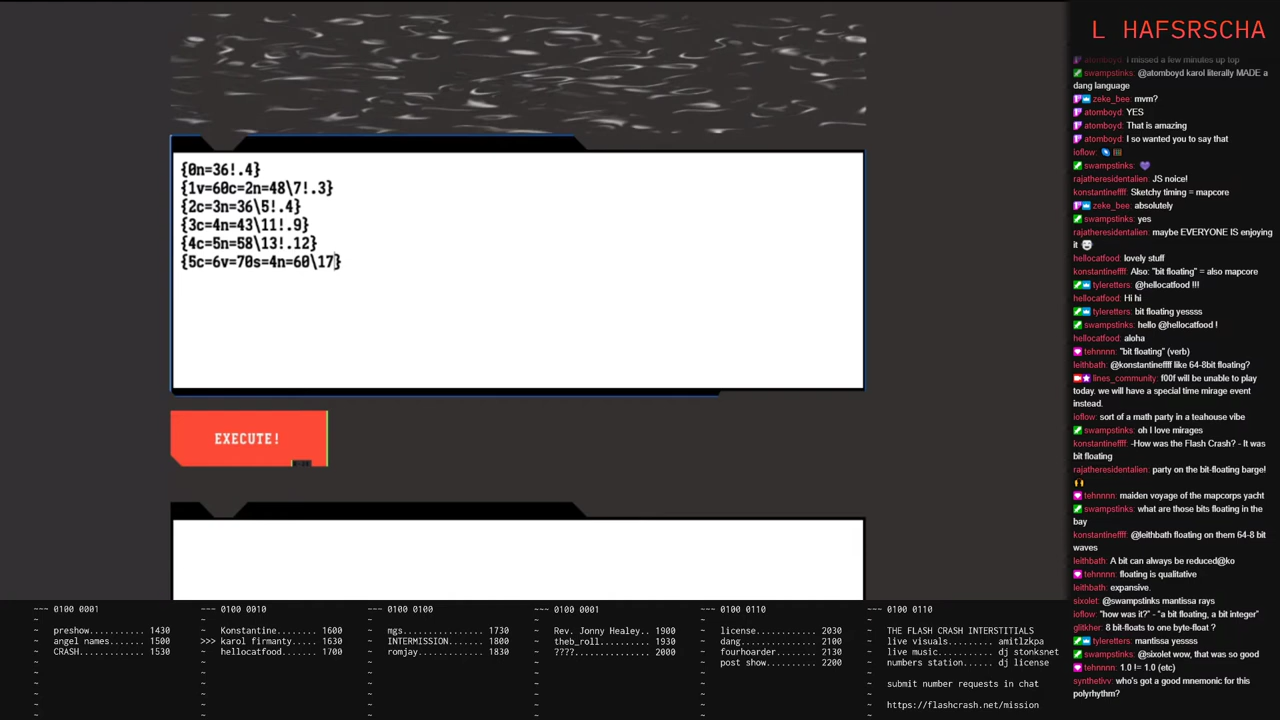 L HAFSRSCHA
atomboyd: I missed a few minutes up top
swampstinks: @atomboyd karol literally MADE a
dang language
zeke_bee: mvm?
atomboyd: YES
atomboyd: That is amazing
atomboyd: I so wanted you to say that
ioflow:
swampstinks:
rajatheresidentalien: JS noice!
konstantineffff: Sketchy timing = mapcore
zeke_bee: absolutely
swampstinks: yes
rajatheresidentalien: maybe EVERYONE IS enjoying
it
hellocatfood: lovely stuff
konstantineffff: Also: "bit floating" = also mapcore
tyleretters: @hellocatfood !!!
hellocatfood: Hi hi
tyleretters: bit floating yessss
swampstinks: hello @hellocatfood !
hellocatfood: aloha
tehnnnn: "bit floating" (verb)
leithbath: @konstantineffff like 64-8bit floating?
lines_community: f00f will be unable to play
today. we will have a special time mirage event
instead.
ioflow: sort of a math party in a teahouse vibe
swampstinks: oh I love mirages
konstantineffff: -How was the Flash Crash? - It was
bit floating
rajatheresidentalien: party on the bit-floating barge!
tehnnnn: maiden voyage of the mapcorps yacht
swampstinks: what are those bits floating in the
bay
konstantineffff: @leithbath floating on them 64-8 bit
waves
leithbath: A bit can always be reduced@ko
tehnnnn: floating is qualitative
leithbath: expansive.
sixolet: @swampstinks mantissa rays
ioflow: "how was it?" - "a bit floating, a bit integer"
glitkher: 8 bit-floats to one byte-float ?
tyleretters: mantissa yessss
swampstinks: @sixolet wow, that was so good
tehnnnn: 1.0 != 1.0 (etc)
synthetivv: who's got a good mnemonic for this
polyrhythm?
{0n=36!.4}
{1v=60c=2n=48\7!.3}
{2c=3n=36\5!.4}
{3c=4n=43\11!.9}
{4c=5n=58\13!.12}
{5c=6v=70s=4n=60\17}
EXECUTE!
~~~ 0100 0001
~
~ preshow.......... 1430
~ angel names...... 1500
~ CRASH............ 1530
~
~
~
~
~
~~~ 0100 0010
~
~ Konstantine....... 1600
>>> karol firmanty.... 1630
~ hellocatfood...... 1700
~
~
~
~
~
~~~ 0100 0100
~
~ mgs.............. 1730
~ INTERMISSION..... 1800
~ romjay........... 1830
~
~
~
~
~
~~~ 0100 0001
~
~ Rev. Jonny Healey.. 1900
~ theb_roll.......... 1930
~ ????............... 2000
~
~
~
~
~
~~~ 0100 0110
~
~ license........... 2030
~ dang.............. 2100
~ fourhoarder....... 2130
~ post show......... 2200
~
~
~
~
~~~ 0100 0110
~
~ THE FLASH CRASH INTERSTITIALS
~ live visuals..... amitlzkpa
~ live music....... dj stonksnet
~ numbers station.. dj license
~
~ submit number requests in chat
~
~ https://flashcrash.net/mission